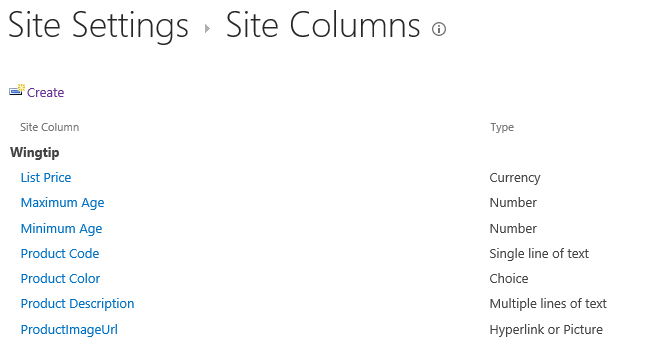 Site Settings ▸ Site Columns
Create
Site Column Type
Wingtip
List Price Currency
Maximum Age Number
Minimum Age Number
Product Code Single line of text
Product Color Choice
Product Description Multiple lines of text
ProductImageUrl Hyperlink or Picture